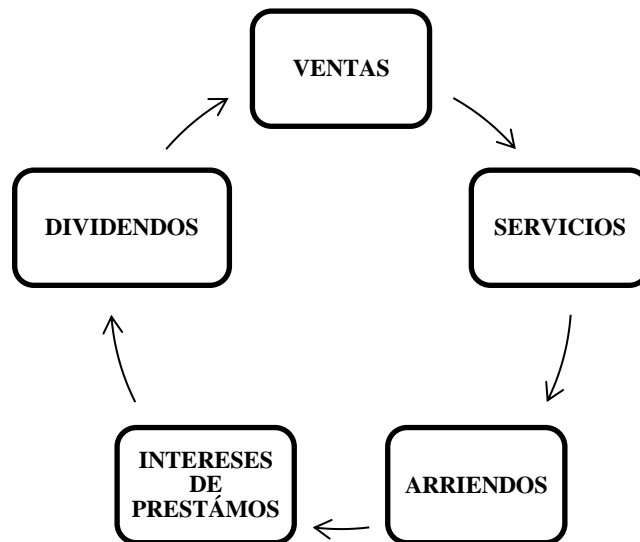 VENTAS
SERVICIOS
ARRIENDOS
INTERESES
DE
PRESTÁMOS
DIVIDENDOS